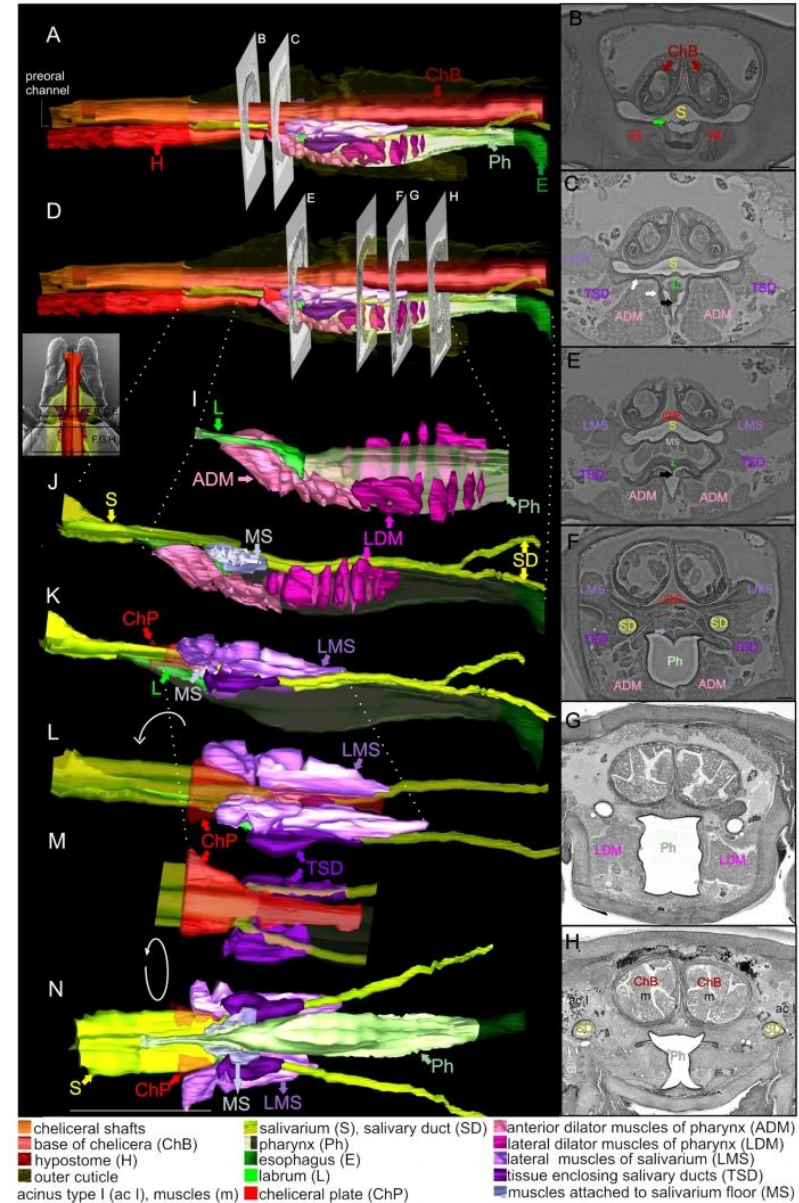 A
B
C
preoral
channel
ChB
H
Ph
E
D
E
F
G
H
F,G,H
I
L
ADM
LDM
Ph
J
S
MS
SD
K
ChP
L
MS
LMS
L
LMS
ChP
M
TSD
N
S
ChP
MS
LMS
Ph
B
ChB
S
H
H
C
S
L
TSD
TSD
ADM
ADM
E
S
LMS
LMS
MS
L
TSD
TSD
ADM
ADM
F
LMS
LMS
SD
SD
TSD
TSD
Ph
ADM
ADM
G
Ph
LDM
LDM
H
ChB
ChB
m
m
ac I
ac I
SD
SD
Ph
cheliceral shafts
base of chelicera (ChB)
hypostome (H)
outer cuticle
acinus type I (ac I), muscles (m)
salivarium (S), salivary duct (SD)
pharynx (Ph)
esophagus (E)
labrum (L)
cheliceral plate (ChP)
anterior dilator muscles of pharynx (ADM)
lateral dilator muscles of pharynx (LDM)
lateral muscles of salivarium (LMS)
tissue enclosing salivary ducts (TSD)
muscles attached to salivarium floor (MS)